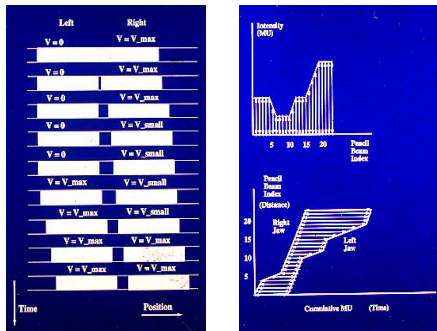 Left Right
V = 0 V = V_max
V = 0 V = V_max
V = 0 V = V_max
V = 0 V = V_small
V = 0 V = V_small
V = V_max V = V_small
V = V_max V = V_small
V = V_max V = V_max
V = V_max V = V_max
Time Position
Intensity
(MU)
5 10 15 20
Pencil
Beam
Index
Pencil
Beam
Index
(Distance)
20
15
10
5
Right
Jaw
Left
Jaw
Cumulative MU (Time)